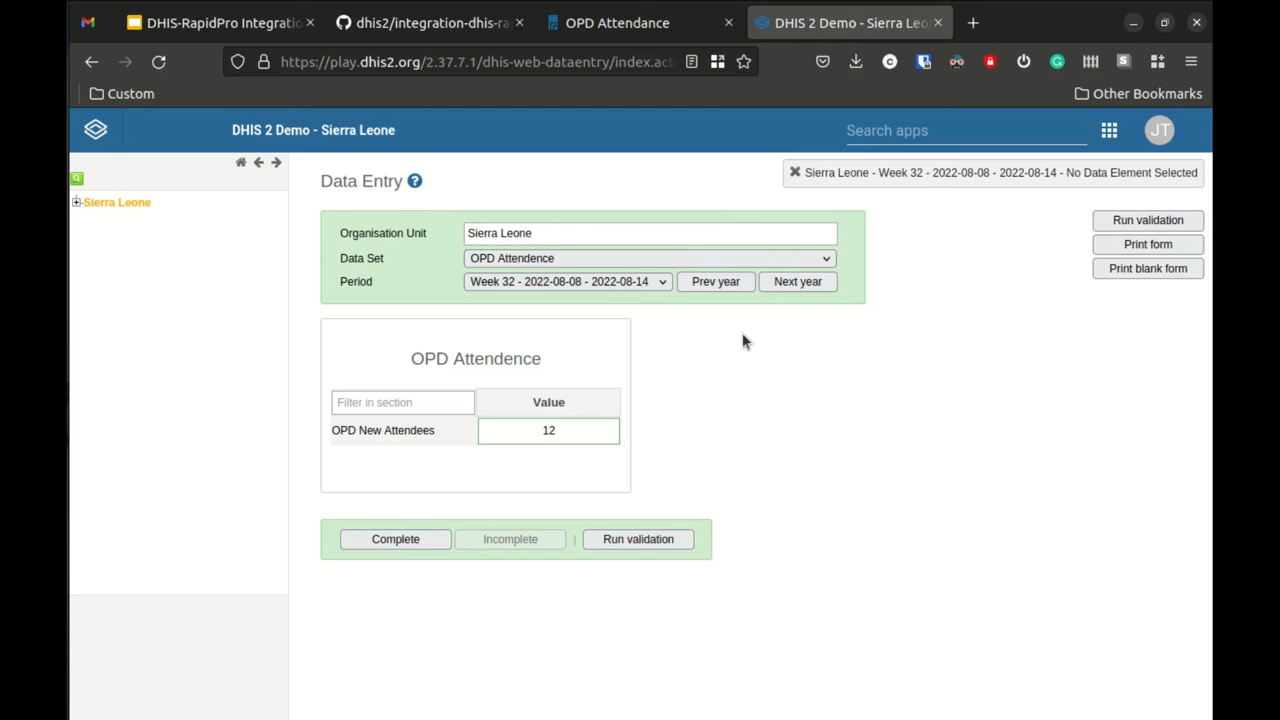 DHIS-RapidPro Integratio
dhis2/integration-dhis-ra
OPD Attendance
DHIS 2 Demo - Sierra Leo
https://play.dhis2.org/2.37.7.1/dhis-web-dataentry/index.act
Custom
Other Bookmarks
DHIS 2 Demo - Sierra Leone
Search apps
JT
Sierra Leone
Data Entry
Sierra Leone - Week 32 - 2022-08-08 - 2022-08-14 - No Data Element Selected
Organisation Unit Sierra Leone
Data Set OPD Attendence
Period Week 32 - 2022-08-08 - 2022-08-14 Prev year Next year
Run validation
Print form
Print blank form
OPD Attendence
Filter in section Value
OPD New Attendees 12
Complete Incomplete | Run validation